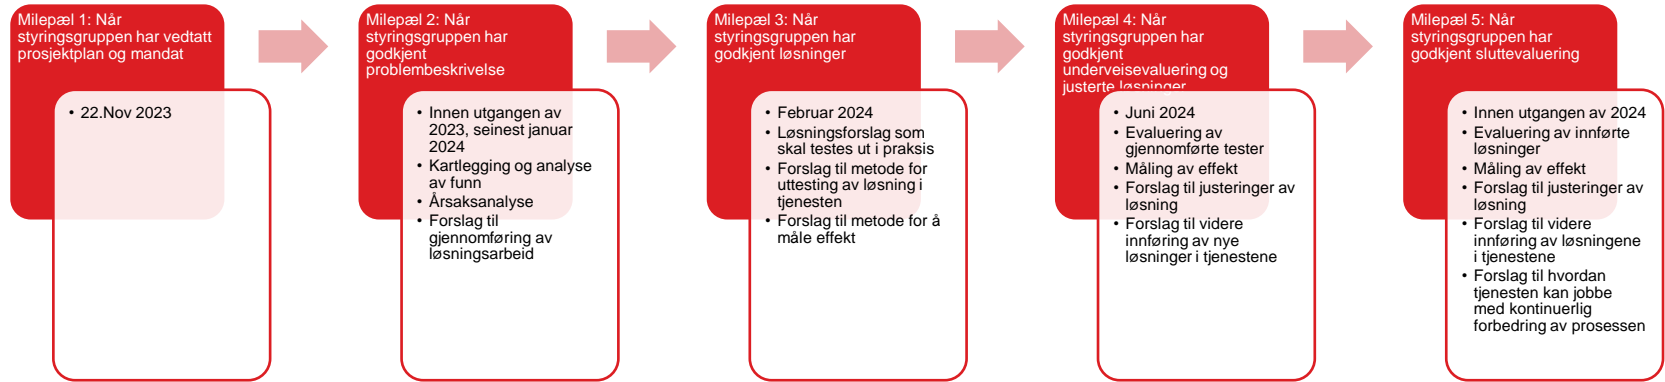 Milepæl 1: Når
styringsgruppen har vedtatt
prosjektplan og mandat
• 22.Nov 2023
Milepæl 2: Når
styringsgruppen har
godkjent
problembeskrivelse
• Innen utgangen av
2023, seinest januar
2024
• Kartlegging og analyse
av funn
• Årsaksanalyse
• Forslag til
gjennomføring av
løsningsarbeid
Milepæl 3: Når
styringsgruppen har
godkjent løsninger
• Februar 2024
• Løsningsforslag som
skal testes ut i praksis
• Forslag til metode for
uttesting av løsning i
tjenesten
• Forslag til metode for å
måle effekt
Milepæl 4: Når
styringsgruppen har
godkjent
underveisevaluering og
justerte løsninger
• Juni 2024
• Evaluering av
gjennomførte tester
• Måling av effekt
• Forslag til justeringer av
løsning
• Forslag til videre
innføring av nye
løsninger i tjenestene
Milepæl 5: Når
styringsgruppen har
godkjent sluttevaluering
• Innen utgangen av 2024
• Evaluering av innførte
løsninger
• Måling av effekt
• Forslag til justeringer av
løsning
• Forslag til videre
innføring av løsningene
i tjenestene
• Forslag til hvordan
tjenesten kan jobbe
med kontinuerlig
forbedring av prosessen